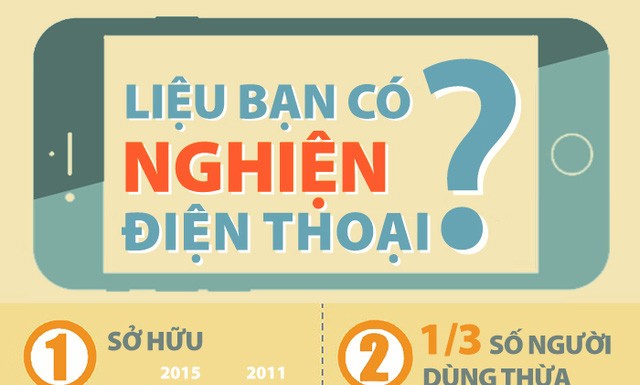 LIỆU BẠN CÓ
NGHIỆN
ĐIỆN THOẠI?
1 SỞ HỮU
2015 2011
2 1/3 SỐ NGƯỜI
DÙNG THỪA